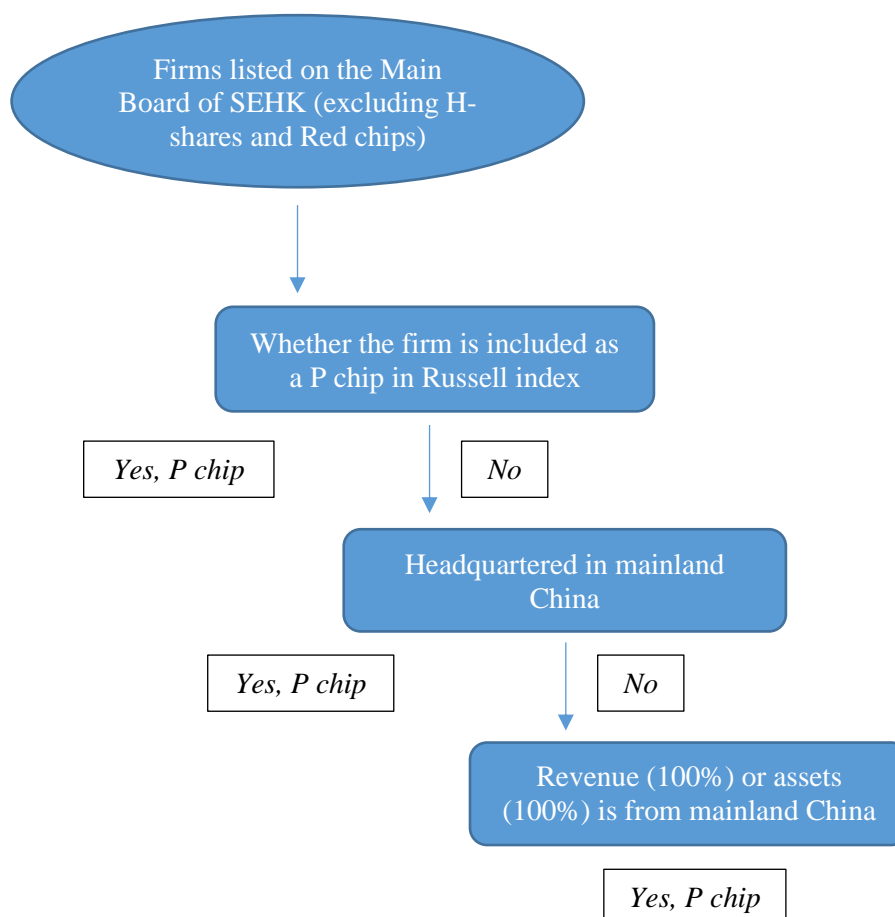 Firms listed on the Main
Board of SEHK (excluding H-
shares and Red chips)
Whether the firm is included as
a P chip in Russell index
Yes, P chip
No
Headquartered in mainland
China
Yes, P chip
No
Revenue (100%) or assets
(100%) is from mainland China
Yes, P chip